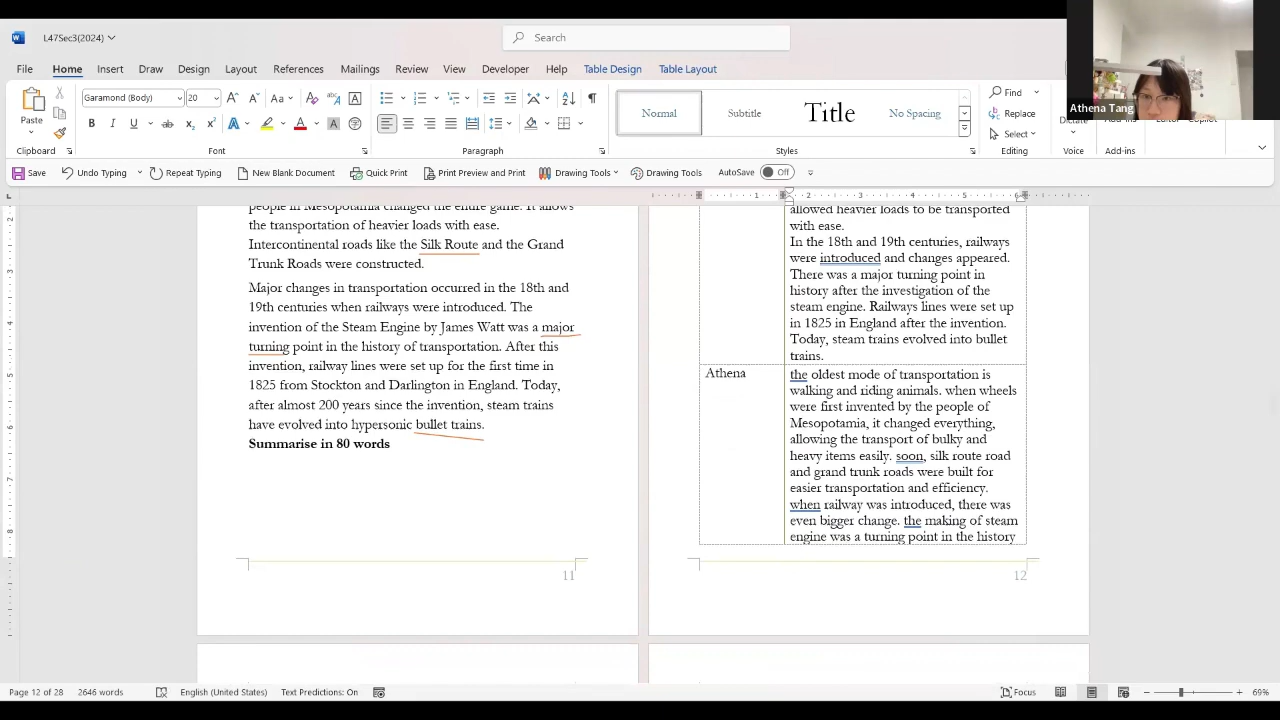 L47Sec3(2024)
Search
File
Home
Insert
Draw
Design
Layout
References
Mailings
Review
View
Developer
Help
Table Design
Table Layout
Athena Tang
Paste
Clipboard
Garamond (Body)
20
Font
Paragraph
Normal
Subtitle
Title
No Spacing
Styles
Find
Replace
Select
Editing
Dictate
Voice
Add-ins
Save
Undo Typing
Repeat Typing
New Blank Document
Quick Print
Print Preview and Print
Drawing Tools
Drawing Tools
AutoSave
Off
people in Mesopotamia changed the entire game. It allows
the transportation of heavier loads with ease.
Intercontinental roads like the Silk Route and the Grand
Trunk Roads were constructed.
Major changes in transportation occurred in the 18th and
19th centuries when railways were introduced. The
invention of the Steam Engine by James Watt was a major
turning point in the history of transportation. After this
invention, railway lines were set up for the first time in
1825 from Stockton and Darlington in England. Today,
after almost 200 years since the invention, steam trains
have evolved into hypersonic bullet trains.
Summarise in 80 words
11
allowed heavier loads to be transported
with ease.
In the 18th and 19th centuries, railways
were introduced and changes appeared.
There was a major turning point in
history after the investigation of the
steam engine. Railways lines were set up
in 1825 in England after the invention.
Today, steam trains evolved into bullet
trains.
Athena
the oldest mode of transportation is
walking and riding animals. when wheels
were first invented by the people of
Mesopotamia, it changed everything,
allowing the transport of bulky and
heavy items easily. soon, silk route road
and grand trunk roads were built for
easier transportation and efficiency.
when railway was introduced, there was
even bigger change. the making of steam
engine was a turning point in the history
12
Page 12 of 28
2646 words
English (United States)
Text Predictions: On
Focus
69%